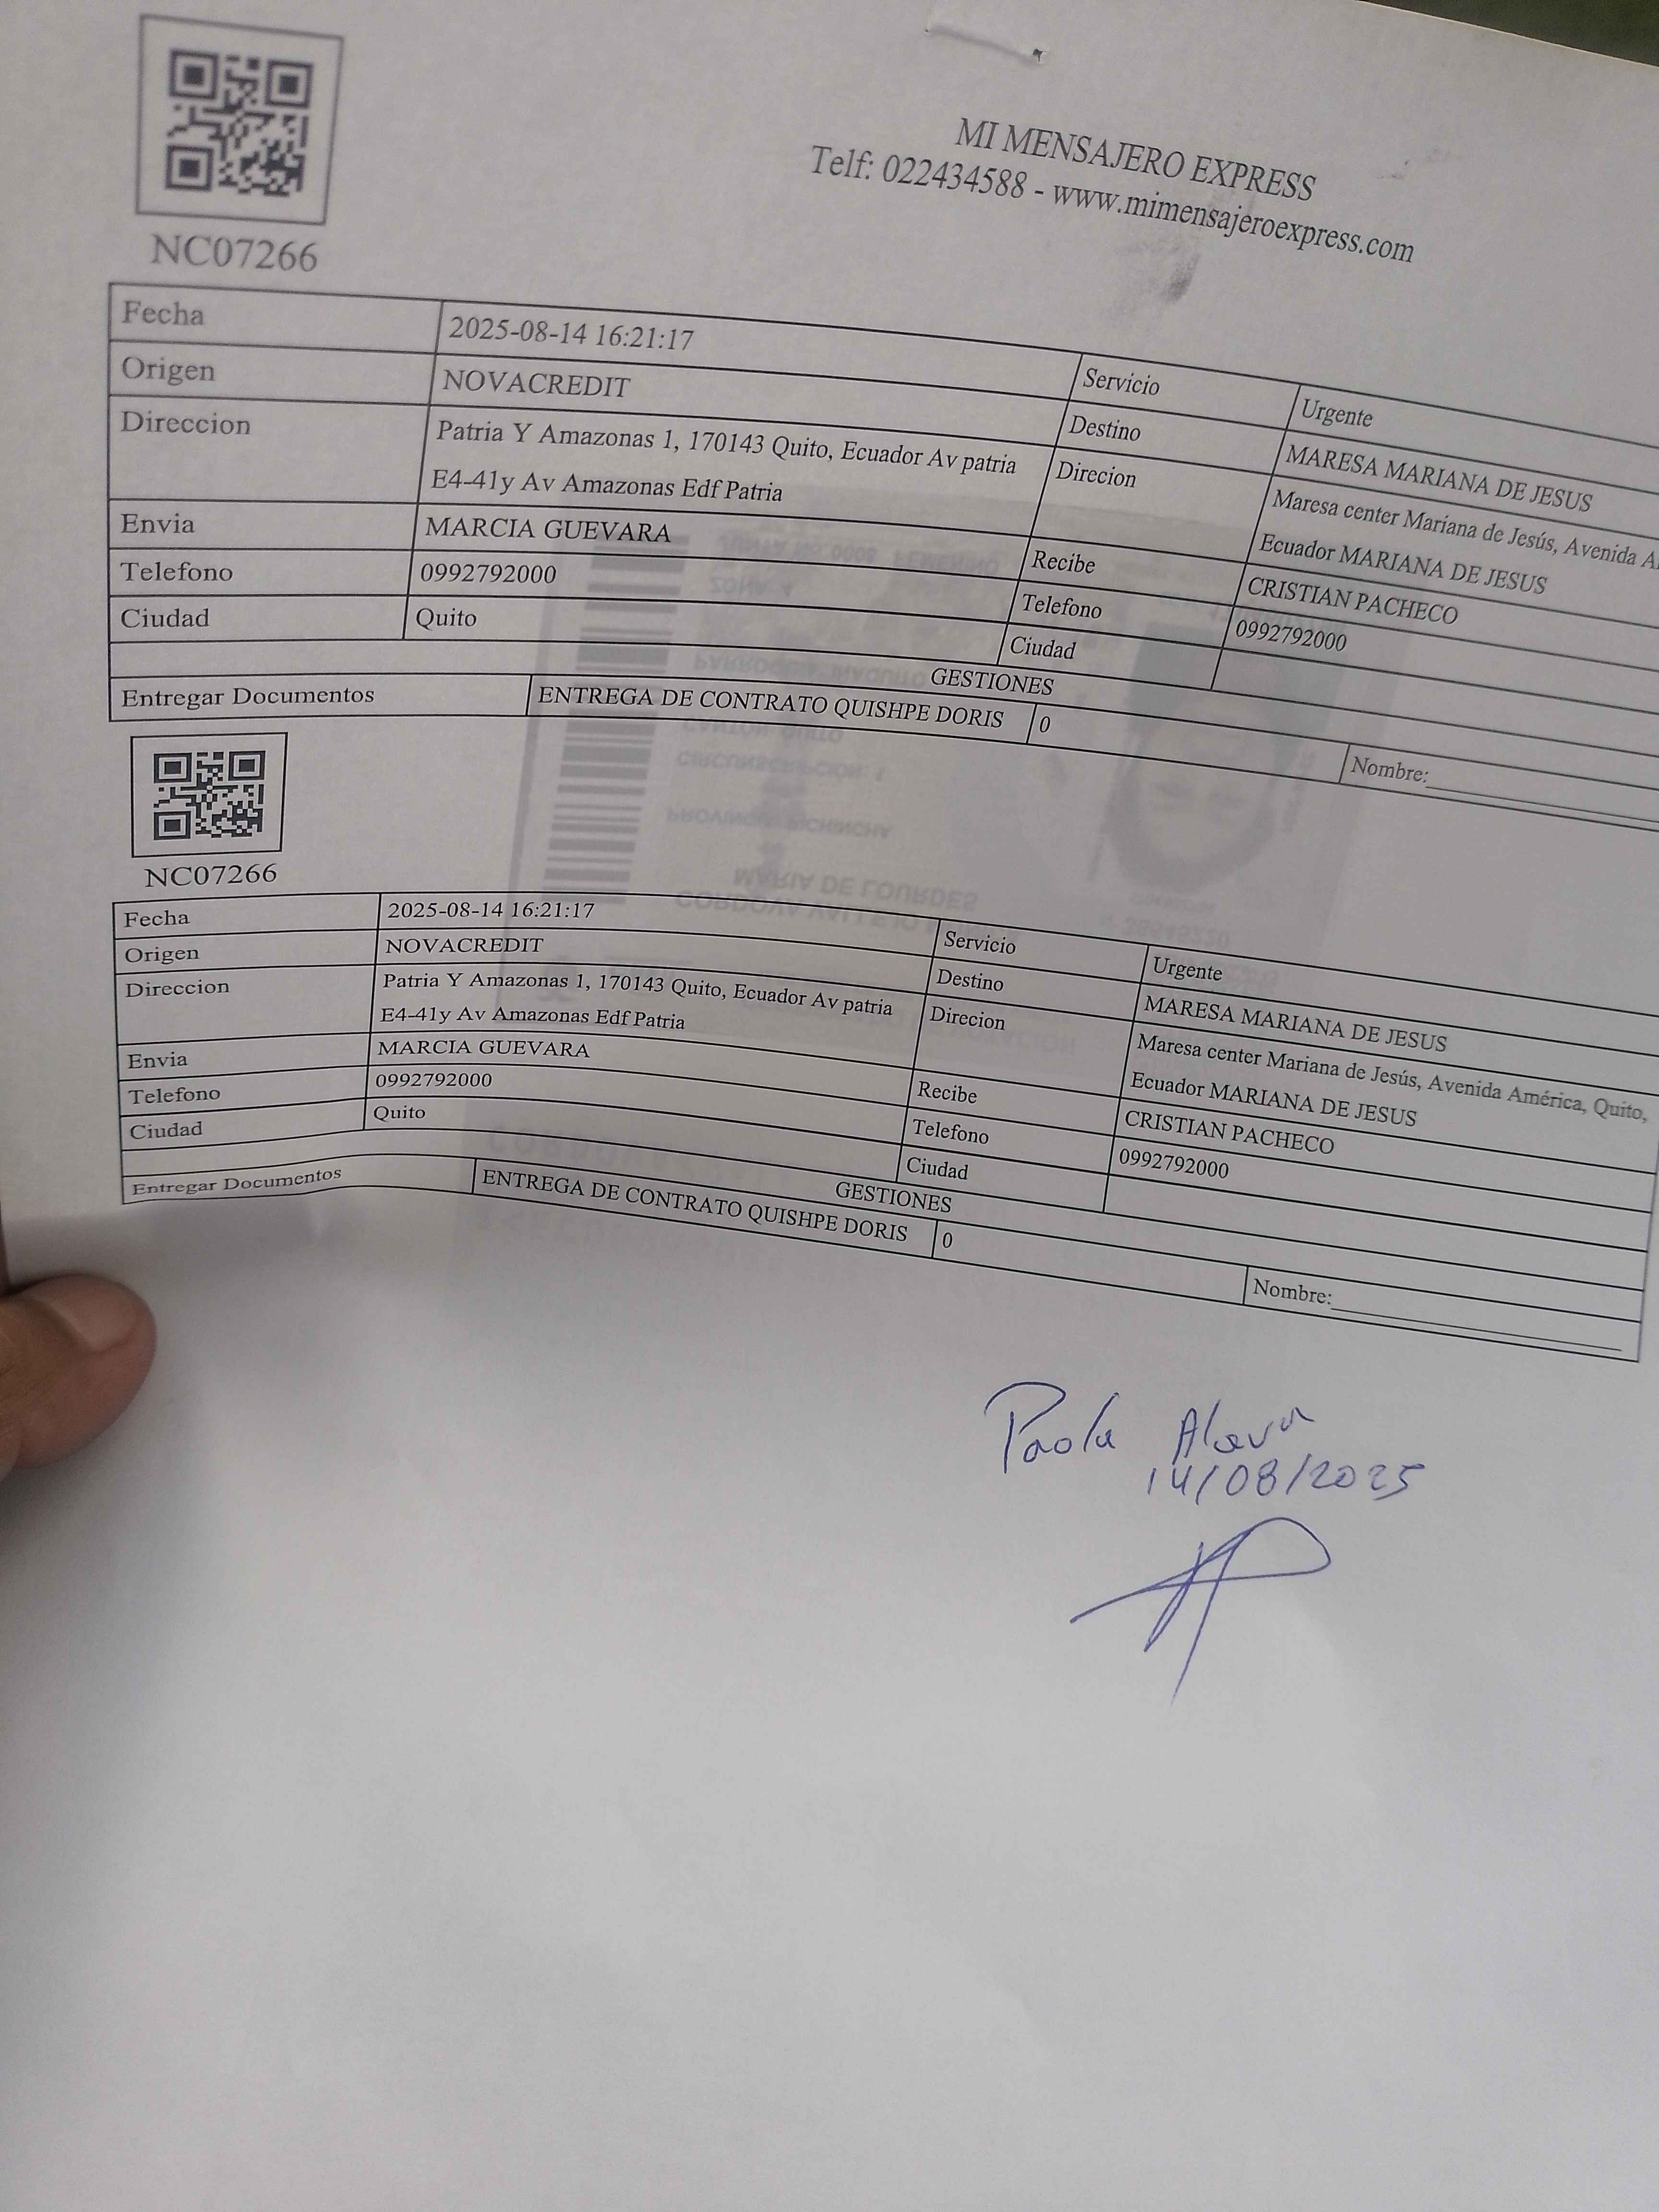 MI MENSAJERO EXPRESS
Telf: 022434588 - www.mimensajeroexpress.com
NC07266
Fecha 2025-08-14 16:21:17 Servicio Urgente
Origen NOVACREDIT Destino MARESA MARIANA DE JESUS
Direccion Patria Y Amazonas 1, 170143 Quito, Ecuador Av patria Direcion Maresa center Mariana de Jesús, Avenida A
E4-41y Av Amazonas Edf Patria Ecuador MARIANA DE JESUS
Envia MARCIA GUEVARA Recibe CRISTIAN PACHECO
Telefono 0992792000 Telefono 0992792000
Ciudad Quito Ciudad
GESTIONES
Entregar Documentos ENTREGA DE CONTRATO QUISHPE DORIS 0
Nombre:
NC07266
Fecha 2025-08-14 16:21:17 Servicio Urgente
Origen NOVACREDIT Destino MARESA MARIANA DE JESUS
Direccion Patria Y Amazonas 1, 170143 Quito, Ecuador Av patria Direcion Maresa center Mariana de Jesús, Avenida América, Quito,
E4-41y Av Amazonas Edf Patria Ecuador MARIANA DE JESUS
Envia MARCIA GUEVARA Recibe CRISTIAN PACHECO
Telefono 0992792000 Telefono 0992792000
Ciudad Quito Ciudad
GESTIONES
Entregar Documentos ENTREGA DE CONTRATO QUISHPE DORIS 0
Nombre:
Paola
14/08/2025